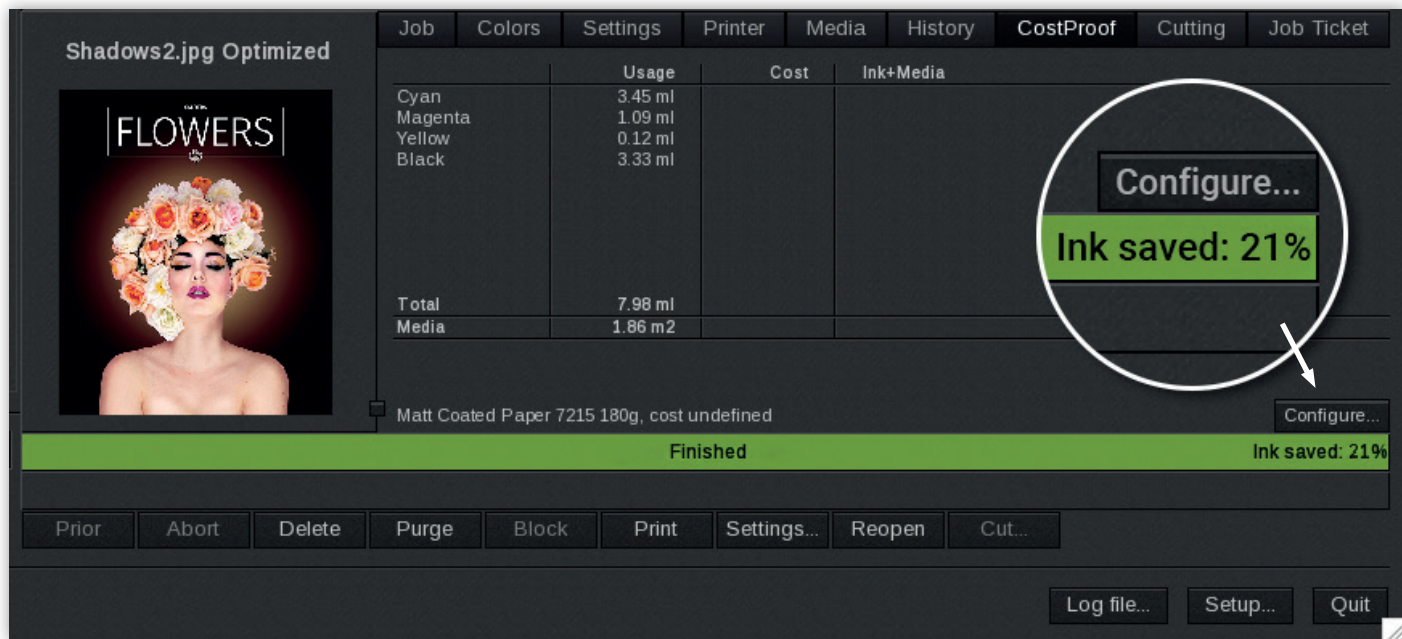 Shadows2.jpg Optimized
FLOWERS
Job Colors Settings Printer Media History CostProof Cutting Job Ticket
Usage Cost Ink+Media
Cyan 3.45 ml
Magenta 1.09 ml
Yellow 0.12 ml
Black 3.33 ml
Total 7.98 ml
Media 1.86 m2
Configure...
Ink saved: 21%
Matt Coated Paper 7215 180g, cost undefined Configure...
Finished Ink saved: 21%
Prior Abort Delete Purge Block Print Settings... Reopen Cut...
Log file... Setup... Quit